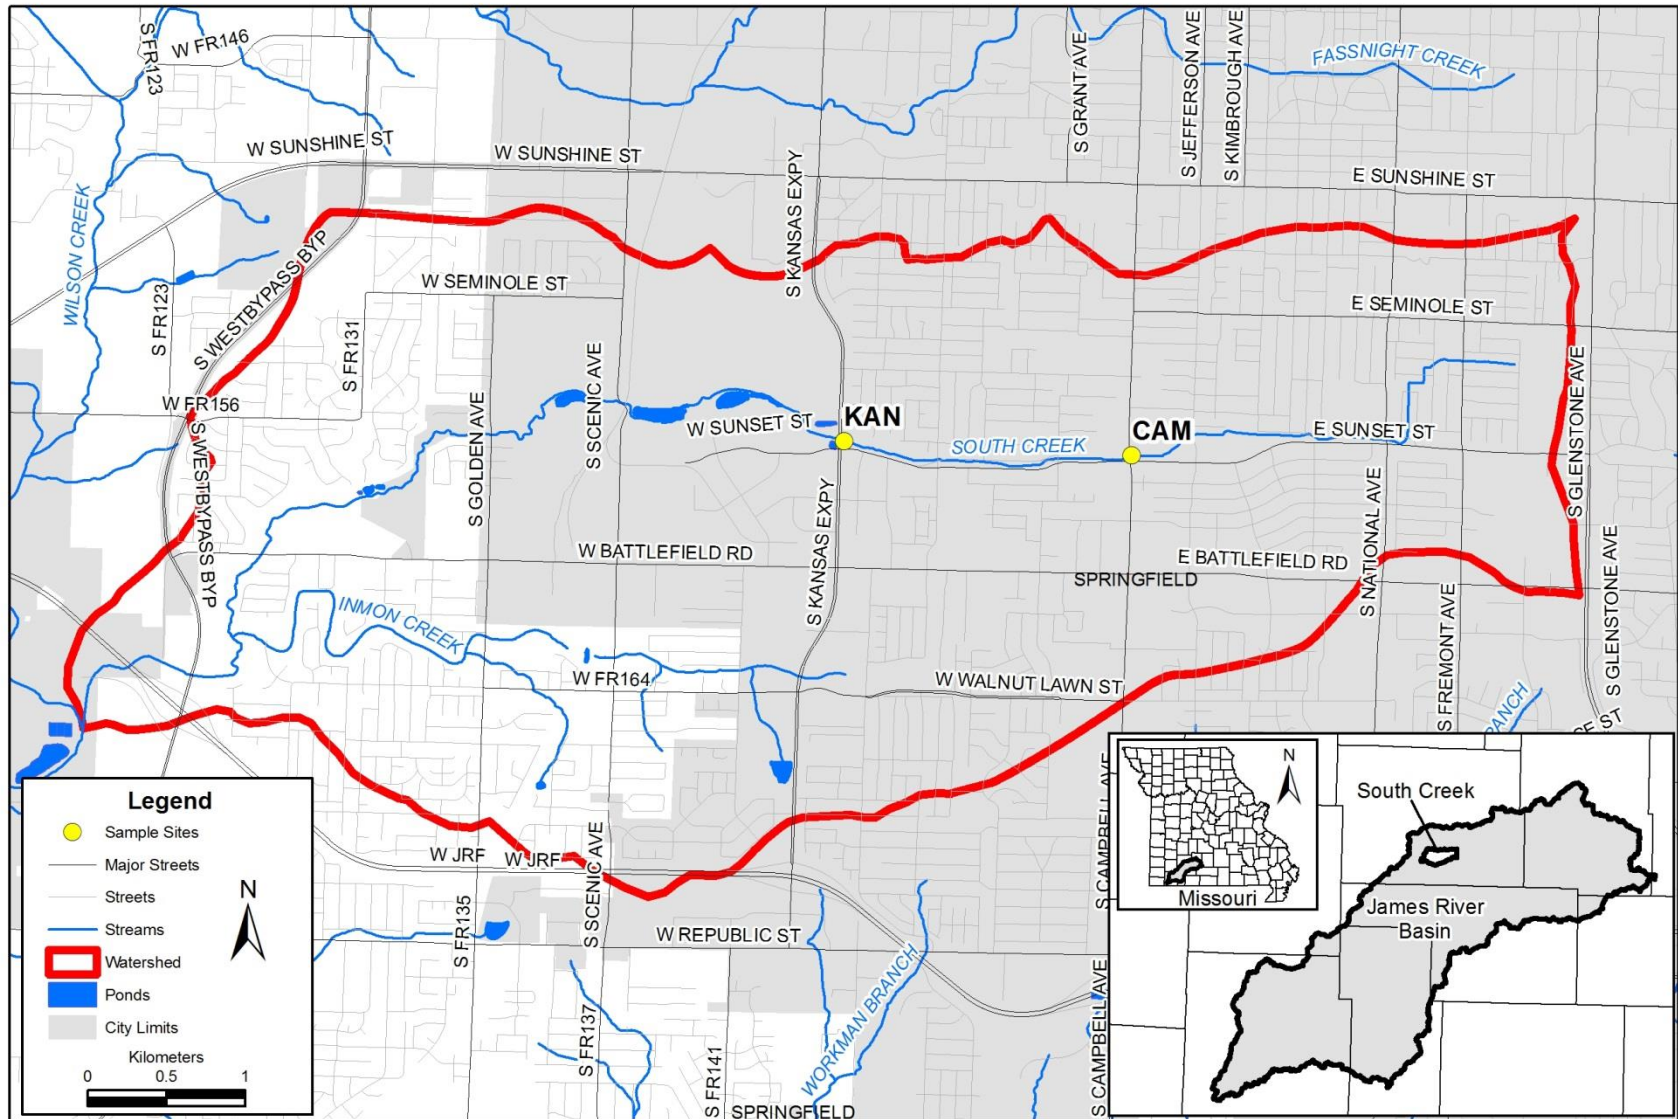 S FR123
W FR146
W SUNSHINE ST
W SUNSHINE ST
S KANSAS EXPY
S GRANT AVE
S JEFFERSON AVE
S KIMBROUGH AVE
FASSNIGHT CREEK
E SUNSHINE ST
WILSON CREEK
S FR123
S WESTBYPASS BYP
S FR131
W SEMINOLE ST
E SEMINOLE ST
W FR156
S WESTBYPASS BYP
S GOLDEN AVE
S SCENIC AVE
W SUNSET ST
KAN
SOUTH CREEK
CAM
E SUNSET ST
S GLENSTONE AVE
S NATIONAL AVE
W BATTLEFIELD RD
S KANSAS EXPY
E BATTLEFIELD RD
SPRINGFIELD
INMON CREEK
W FR164
W WALNUT LAWN ST
S FREMONT AVE
S GLENSTONE AVE
RANCH
CE ST
W JRF
W JRF
S SCENIC AVE
S FR135
W REPUBLIC ST
S FR137
S FR141
WORKMAN BRANCH
S CAMPBELL AVE
S CAMPBELL AVE
SPRINGFIELD
Legend
Sample Sites
Major Streets
Streets
Streams
Watershed
Ponds
City Limits
Kilometers
0 0.5 1
N
N
Missouri
South Creek
James River
Basin